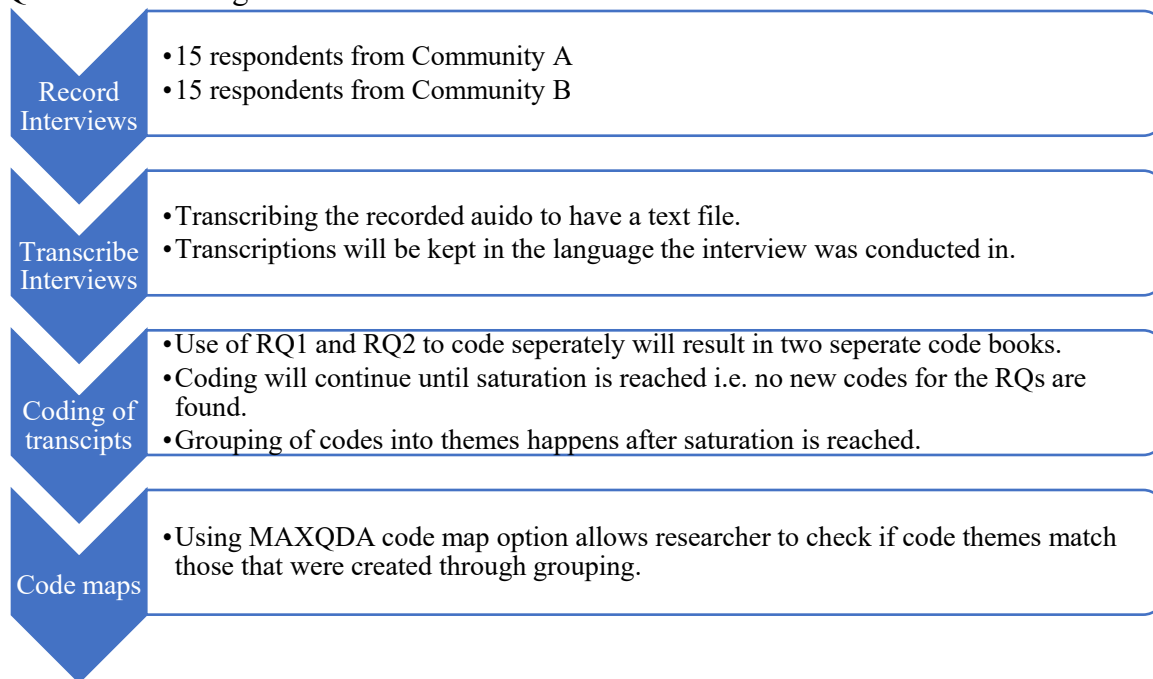 Record
Interviews
•15 respondents from Community A
•15 respondents from Community B
Transcribe
Interviews
•Transcribing the recorded auido to have a text file.
•Transcriptions will be kept in the language the interview was conducted in.
Coding of
transcipts
•Use of RQ1 and RQ2 to code seperately will result in two seperate code books.
•Coding will continue until saturation is reached i.e. no new codes for the RQs are
found.
•Grouping of codes into themes happens after saturation is reached.
Code maps
•Using MAXQDA code map option allows researcher to check if code themes match
those that were created through grouping.